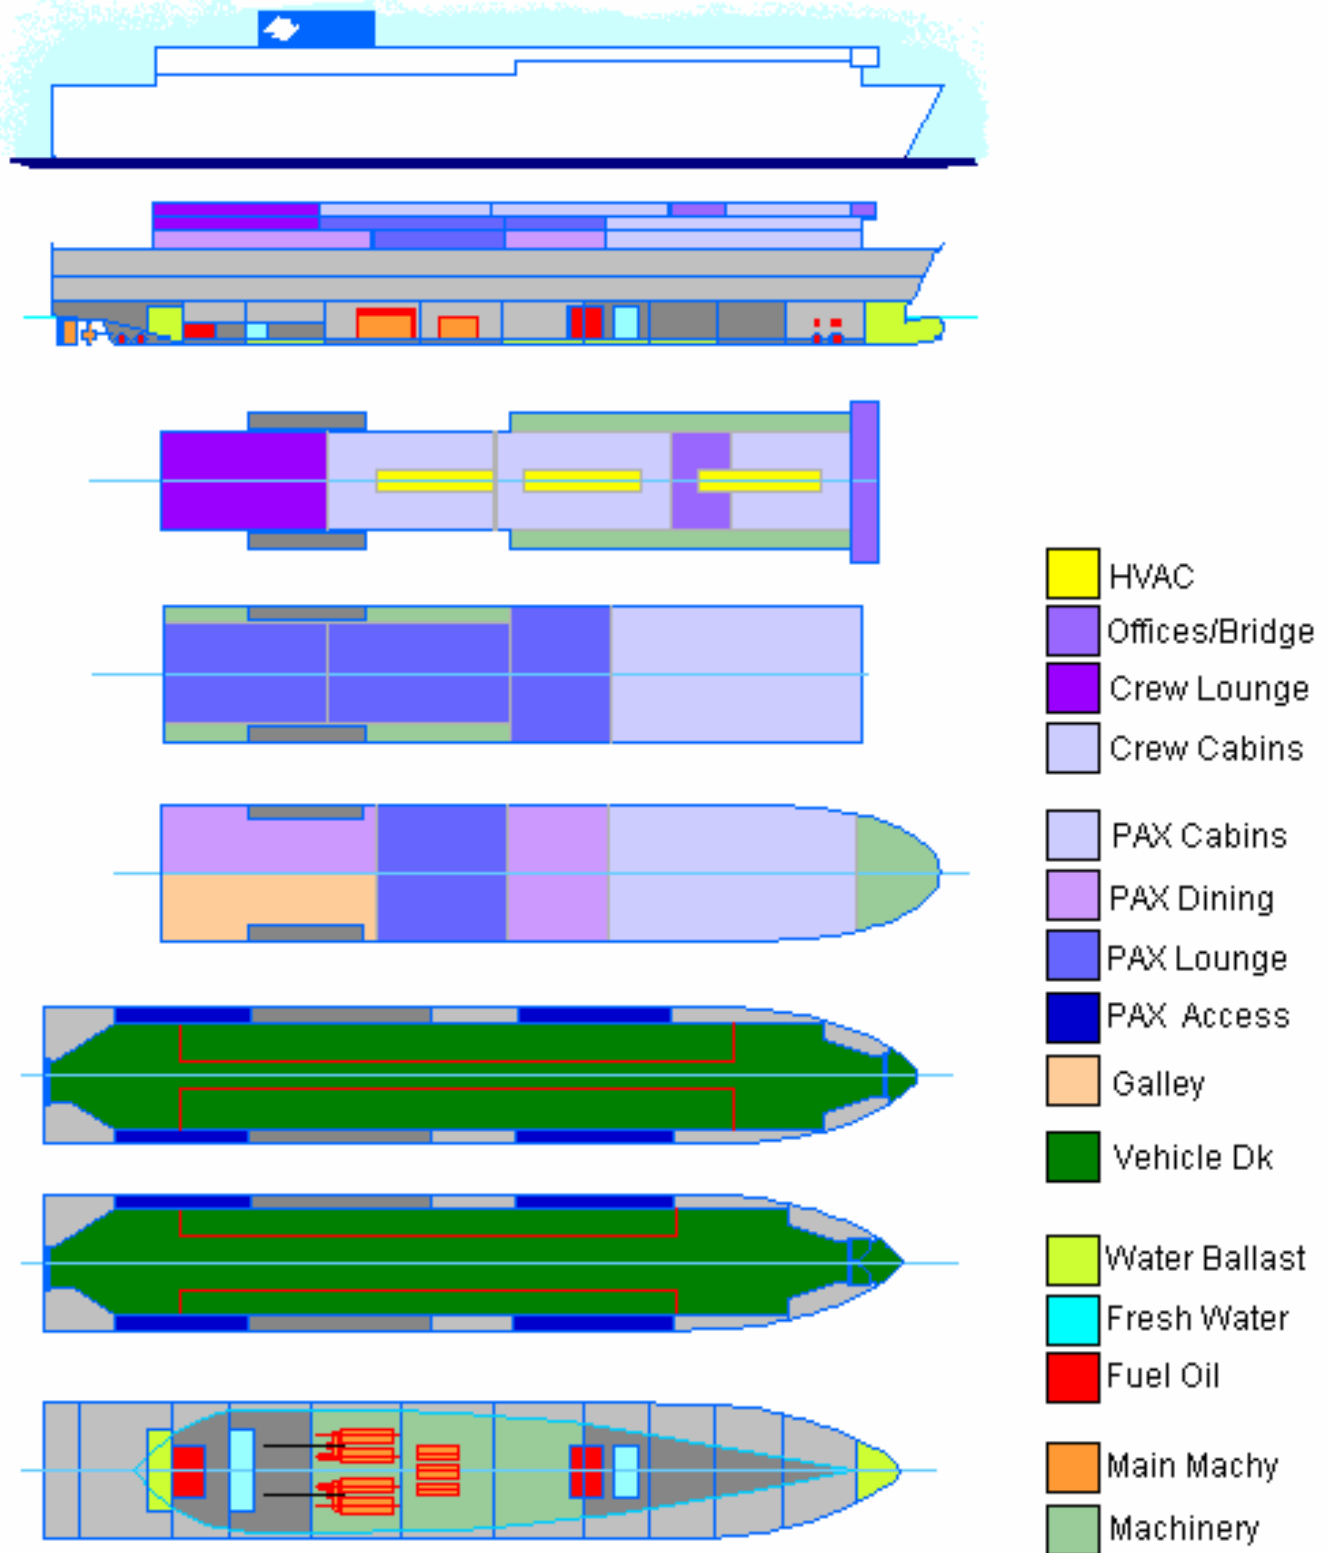 HVAC
Offices/Bridge
Crew Lounge
Crew Cabins
PAX Cabins
PAX Dining
PAX Lounge
PAX Access
Galley
Vehicle Dk
Water Ballast
Fresh Water
Fuel Oil
Main Machy
Machinery